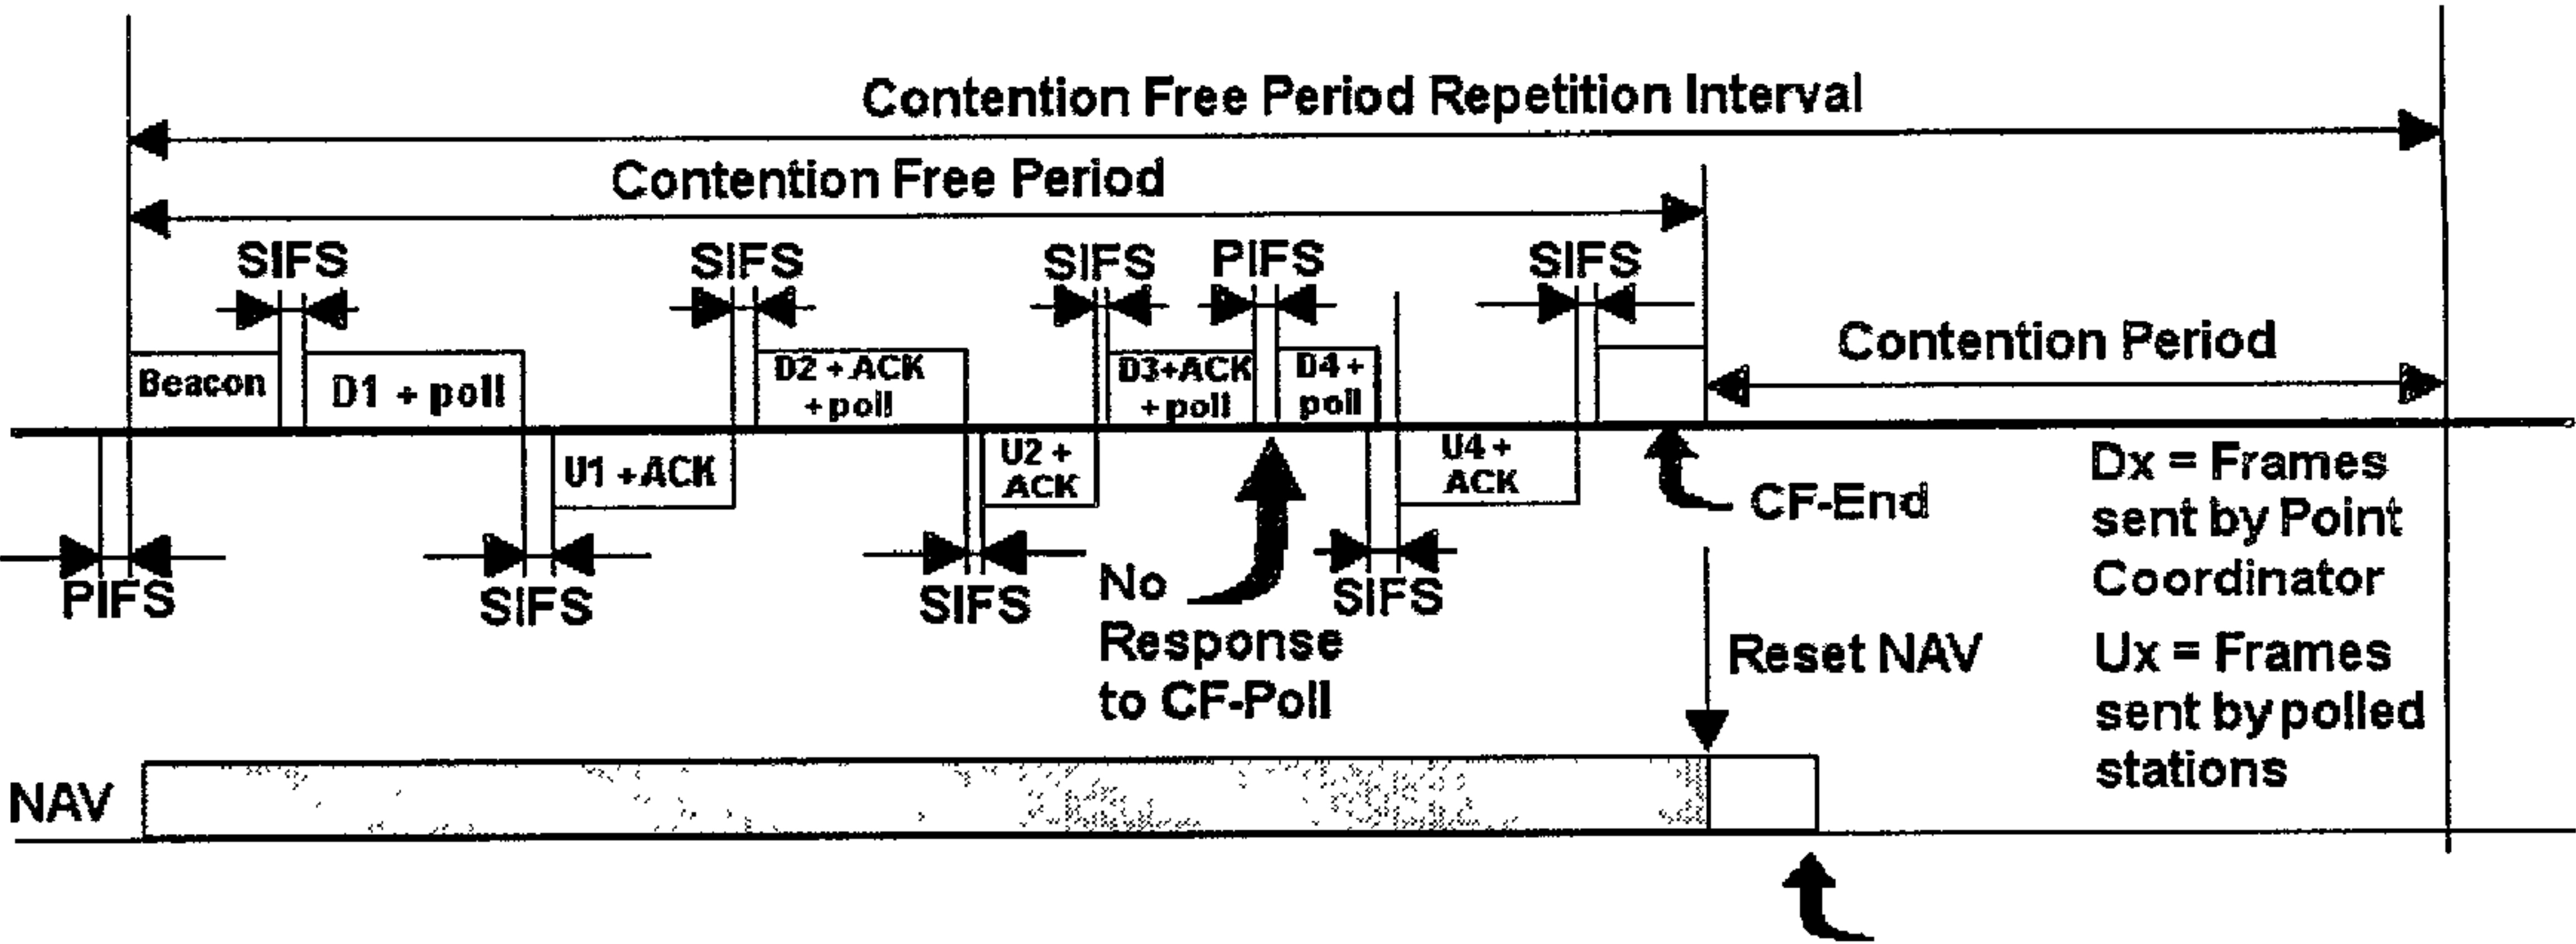 Contention Free Period Repetition Interval
Contention Free Period
SIFS
SIFS
SIFS
PIFS
SIFS
Contention Period
Beacon
D1 + poll
D2 + ACK
+ poll
D3+ACK
+ poll
D4 +
poll
U1 +ACK
U2 +
ACK
U4 +
ACK
CF-End
PIFS
SIFS
SIFS
SIFS
No
Response
to CF-Poll
Reset NAV
Dx = Frames
sent by Point
Coordinator
Ux = Frames
sent by polled
stations
NAV